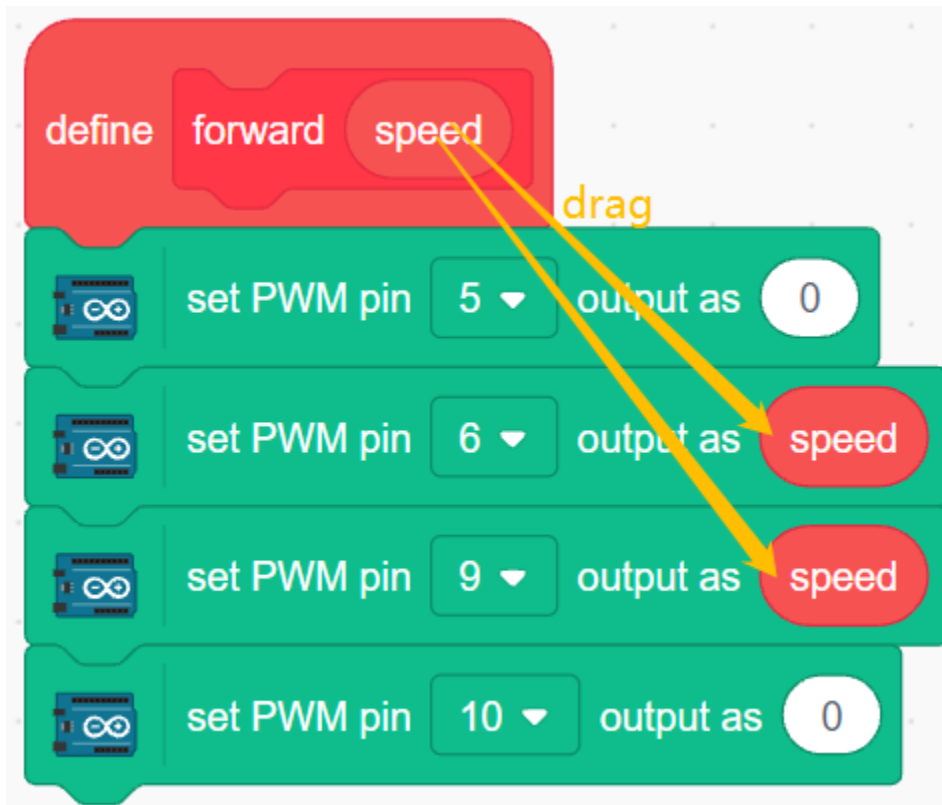 define forward speed
drag
set PWM pin 5 output as 0
set PWM pin 6 output as speed
set PWM pin 9 output as speed
set PWM pin 10 output as 0